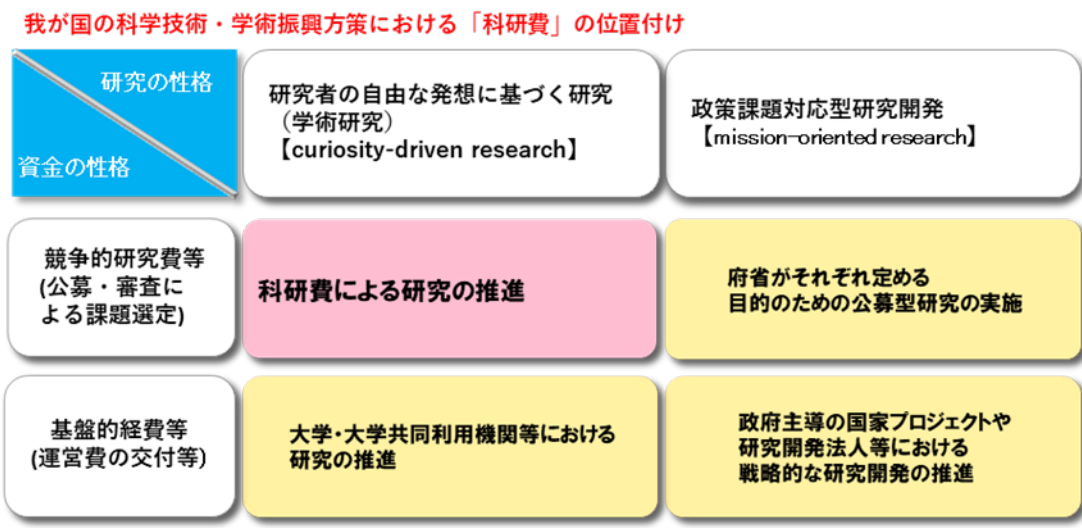 我が国の科学技術・学術振興方策における「科研費」の位置付け
研究の性格
資金の性格
研究者の自由な発想に基づく研究
（学術研究）
【curiosity-driven research】
政策課題対応型研究開発
【mission-oriented research】
競争的研究費等
(公募・審査に
よる課題選定)
科研費による研究の推進
府省がそれぞれ定める
目的のための公募型研究の実施
基盤的経費等
(運営費の交付等)
大学・大学共同利用機関等における
研究の推進
政府主導の国家プロジェクトや
研究開発法人等における
戦略的な研究開発の推進